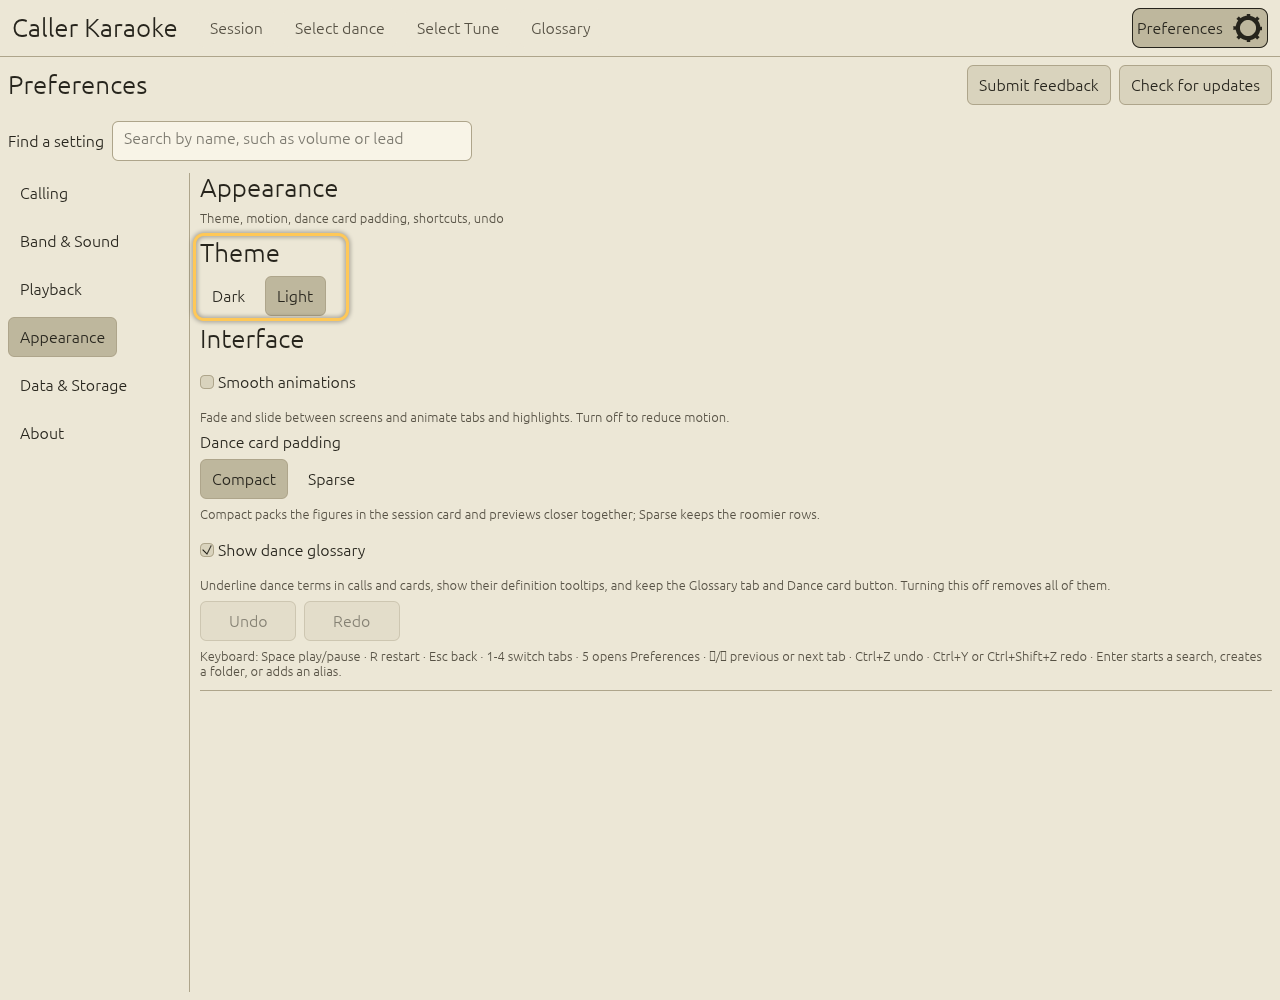 Caller Karaoke
Session
Select dance
Select Tune
Glossary
Preferences
Preferences
Submit feedback
Check for updates
Find a setting
Search by name, such as volume or lead
Calling
Band & Sound
Playback
Appearance
Data & Storage
About
Appearance
Theme, motion, dance card padding, shortcuts, undo
Theme
Dark
Light
Interface
Smooth animations
Fade and slide between screens and animate tabs and highlights. Turn off to reduce motion.
Dance card padding
Compact
Sparse
Compact packs the figures in the session card and previews closer together; Sparse keeps the roomier rows.
Show dance glossary
Underline dance terms in calls and cards, show their definition tooltips, and keep the Glossary tab and Dance card button. Turning this off removes all of them.
Undo
Redo
Keyboard: Space play/pause · R restart · Esc back · 1-4 switch tabs · 5 opens Preferences · / previous or next tab · Ctrl+Z undo · Ctrl+Y or Ctrl+Shift+Z redo · Enter starts a search, creates
a folder, or adds an alias.